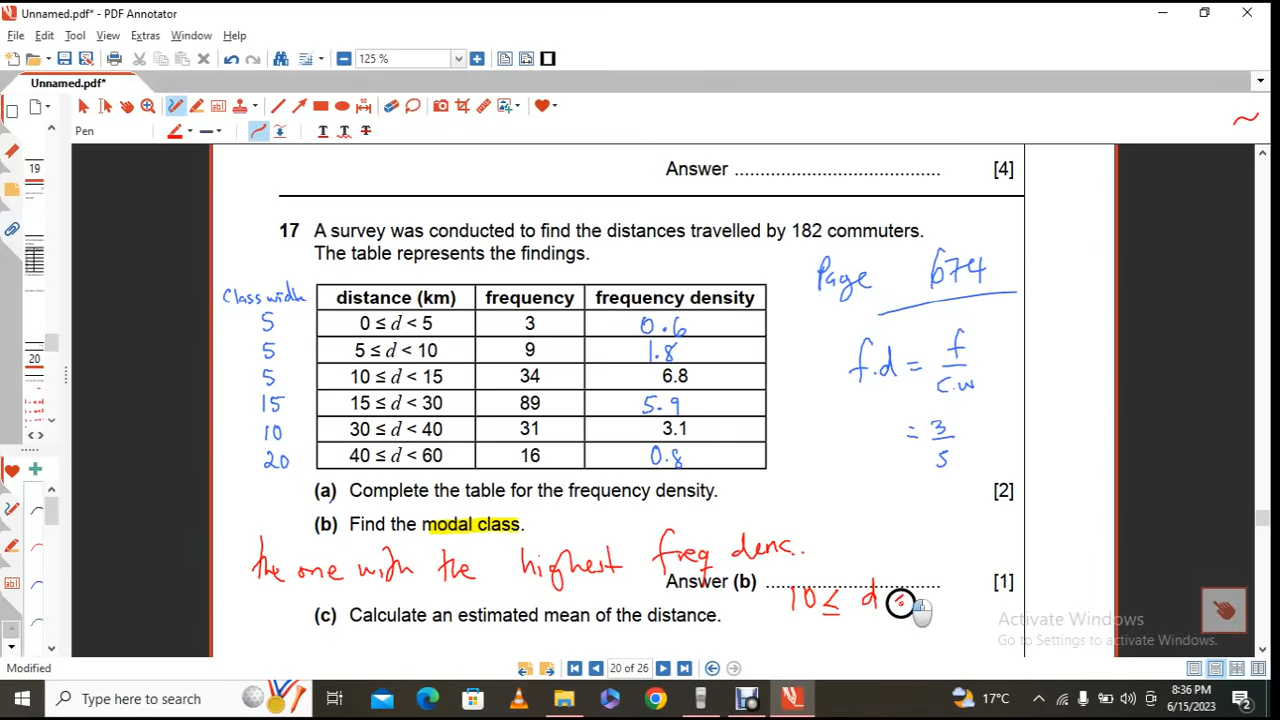 Unnamed.pdf* - PDF Annotator
File Edit Tool View Extras Window Help
125 %
Unnamed.pdf*
Pen
19
20
Answer ........................................ [4]
17 A survey was conducted to find the distances travelled by 182 commuters.
The table represents the findings.
Page 674
Class width distance (km) frequency frequency density
5 0 ≤ d < 5 3 0.6
5 5 ≤ d < 10 9 1.8
5 10 ≤ d < 15 34 6.8
15 15 ≤ d < 30 89 5.9
10 30 ≤ d < 40 31 3.1
20 40 ≤ d < 60 16 0.8
f.d = f/c.w
= 3/5
(a) Complete the table for the frequency density. [2]
(b) Find the modal class.
the one with the highest freq denc..
Answer (b) .................................. [1]
10 ≤ d
(c) Calculate an estimated mean of the distance.
Activate Windows
Go to Settings to activate Windows.
Modified
20 of 26
Type here to search
17°C
8:36 PM
6/15/2023
2